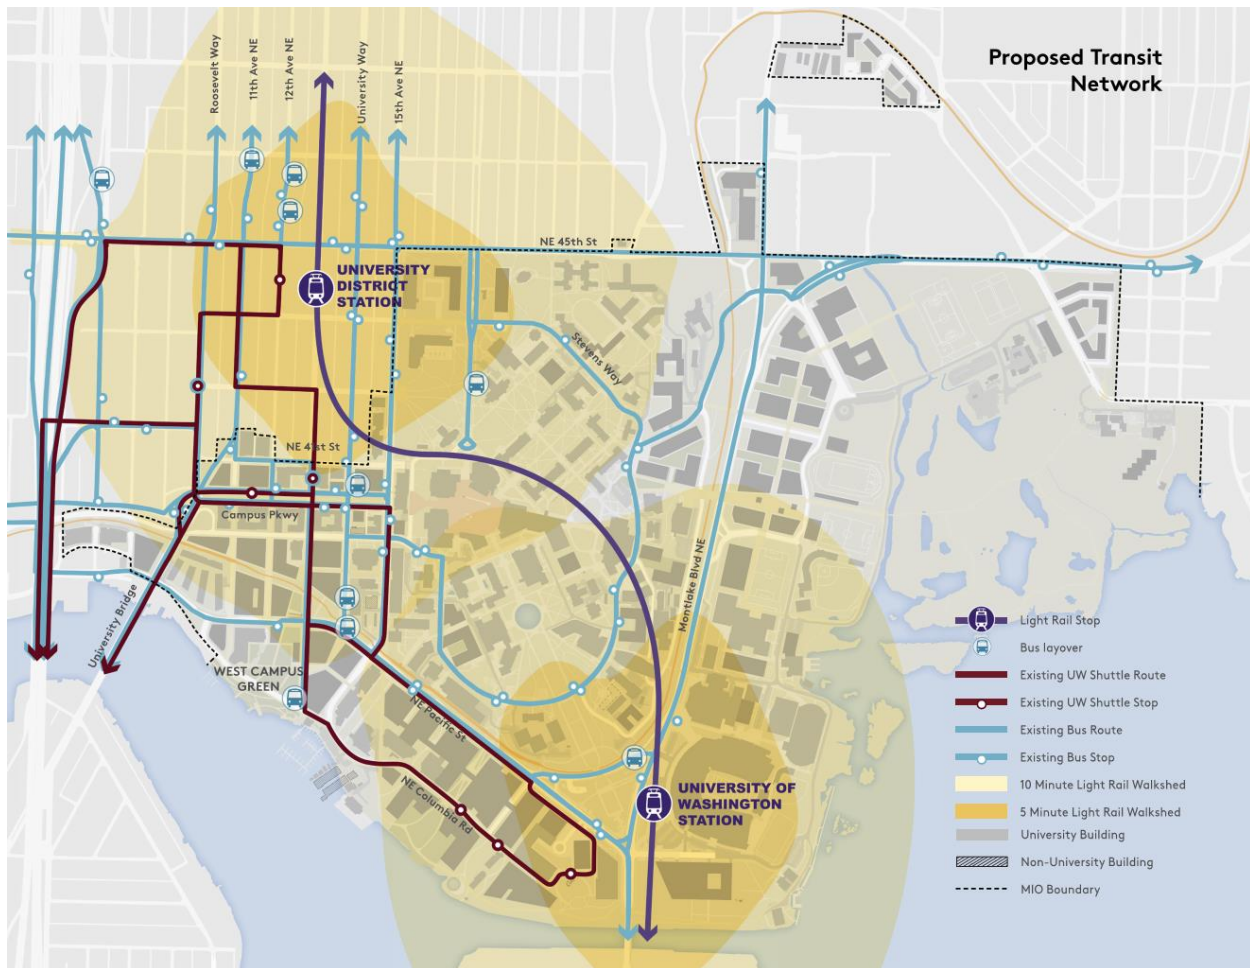 Proposed Transit
Network
Roosevelt Way
11th Ave NE
12th Ave NE
University Way
15th Ave NE
NE 45th St
UNIVERSITY
DISTRICT
STATION
Stevens Way
NE 41st St
Campus Pkwy
Montlake Blvd NE
University Bridge
WEST CAMPUS
GREEN
NE Pacific St
NE Columbia Rd
UNIVERSITY OF
WASHINGTON
STATION
Light Rail Stop
Bus layover
Existing UW Shuttle Route
Existing UW Shuttle Stop
Existing Bus Route
Existing Bus Stop
10 Minute Light Rail Walkshed
5 Minute Light Rail Walkshed
University Building
Non-University Building
MIO Boundary